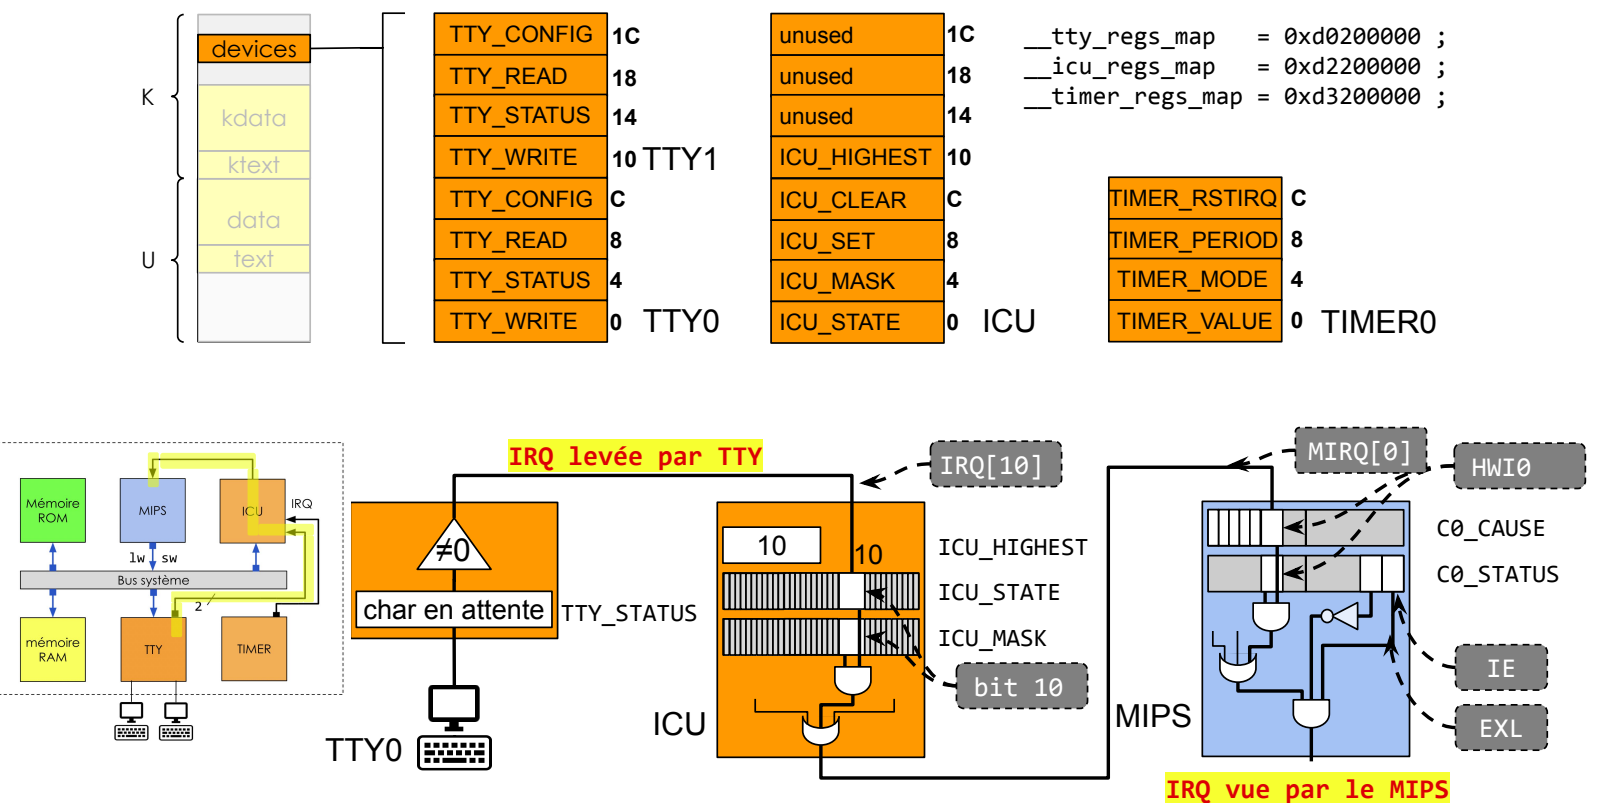 K
U
devices
kdata
ktext
data
text
TTY_CONFIG 1C
TTY_READ 18
TTY_STATUS 14
TTY_WRITE 10 TTY1
TTY_CONFIG C
TTY_READ 8
TTY_STATUS 4
TTY_WRITE 0 TTY0
unused 1C
unused 18
unused 14
ICU_HIGHEST 10
ICU_CLEAR C
ICU_SET 8
ICU_MASK 4
ICU_STATE 0 ICU
__tty_regs_map = 0xd0200000 ;
__icu_regs_map = 0xd2200000 ;
__timer_regs_map = 0xd3200000 ;
TIMER_RSTIRQ C
TIMER_PERIOD 8
TIMER_MODE 4
TIMER_VALUE 0 TIMER0
Mémoire
ROM
MIPS
ICU
IRQ
lw sw
Bus système
2
mémoire
RAM
TTY
TIMER
IRQ levée par TTY
≠0
char en attente
TTY_STATUS
TTY0
IRQ[10]
10
10
ICU_HIGHEST
ICU_STATE
ICU_MASK
bit 10
ICU
MIRQ[0]
HWI0
C0_CAUSE
C0_STATUS
IE
EXL
MIPS
IRQ vue par le MIPS